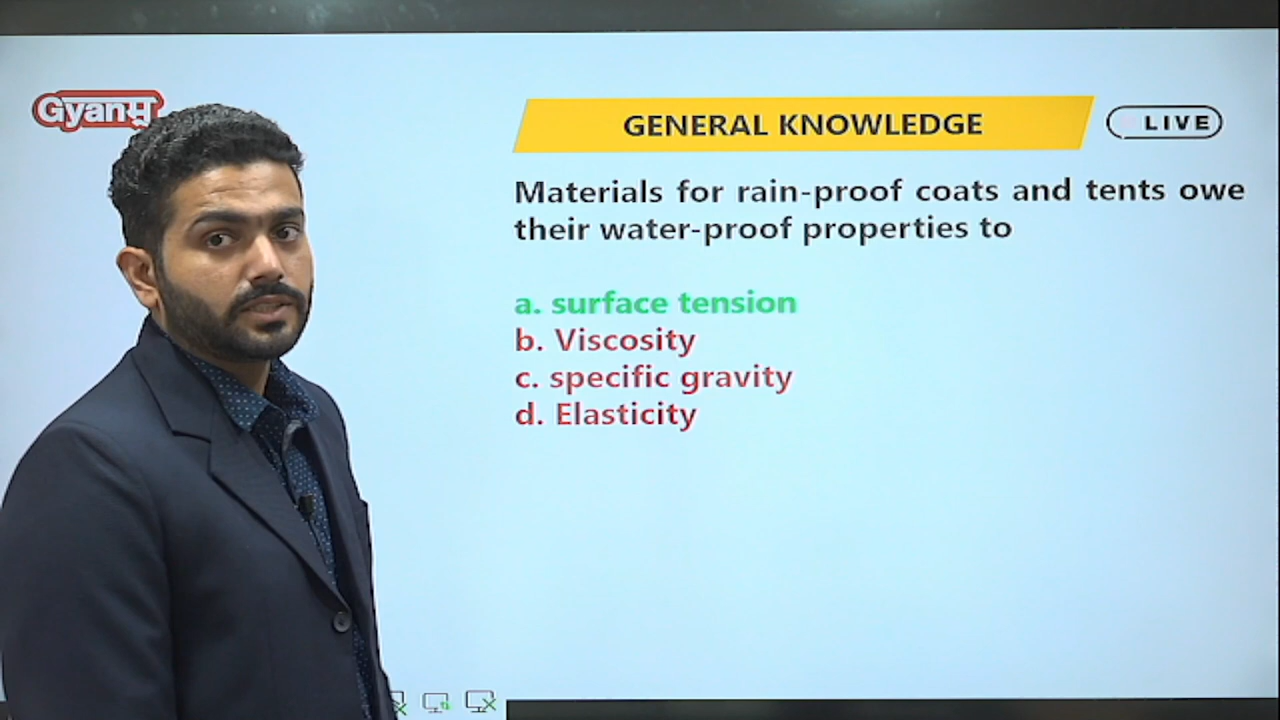 Gyanम्
GENERAL KNOWLEDGE
LIVE
Materials for rain-proof coats and tents owe
their water-proof properties to
a. surface tension
b. Viscosity
c. specific gravity
d. Elasticity